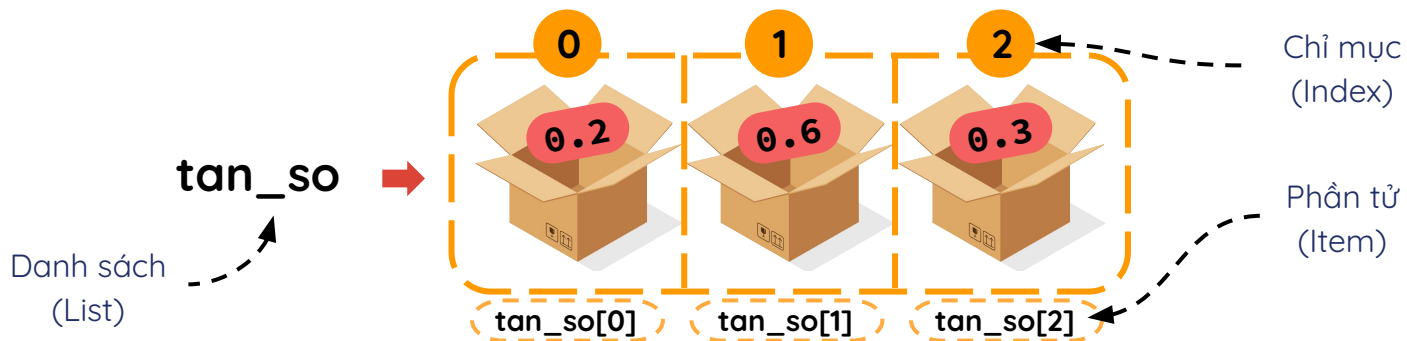 0
1
2
Chỉ mục
(Index)
0.2
0.6
0.3
tan_so
Phần tử
(Item)
Danh sách
(List)
tan_so[0]
tan_so[1]
tan_so[2]